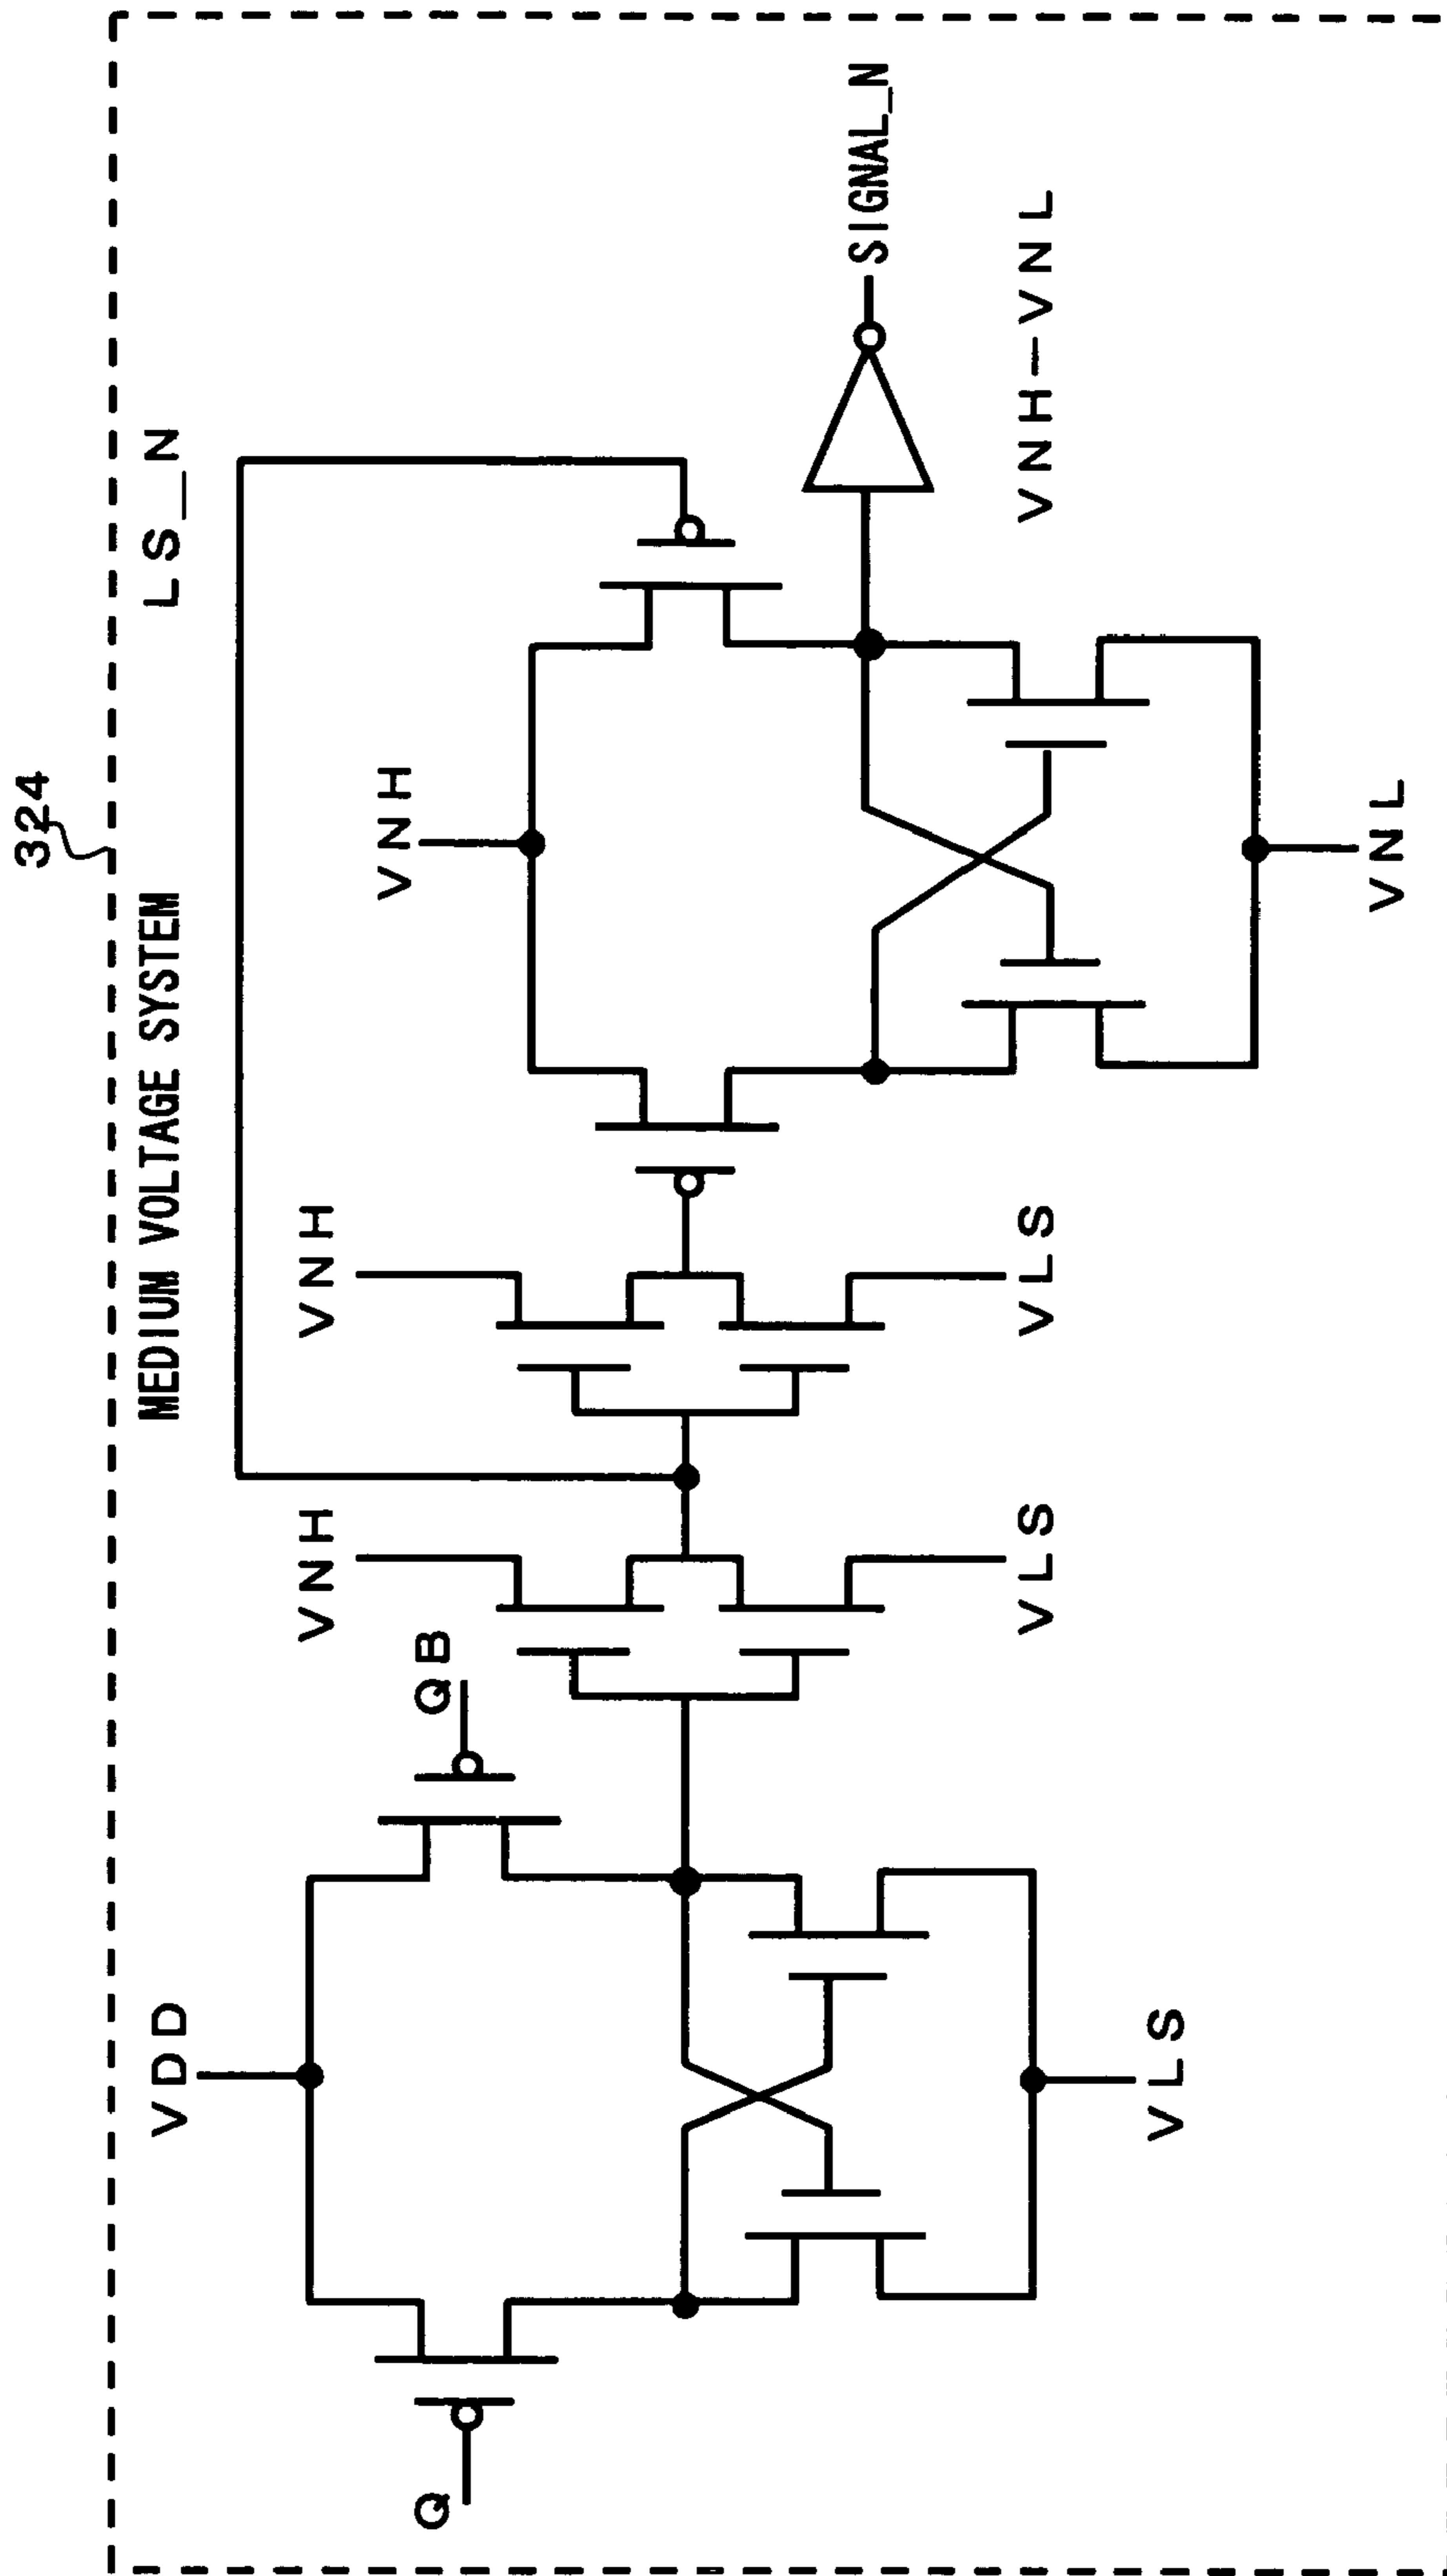 324
MEDIUM VOLTAGE SYSTEM
LS_N
VDD
VNH
VNH
VNH
Q
QB
SIGNAL_N
VLS
VLS
VLS
VNH-VNL
VNL